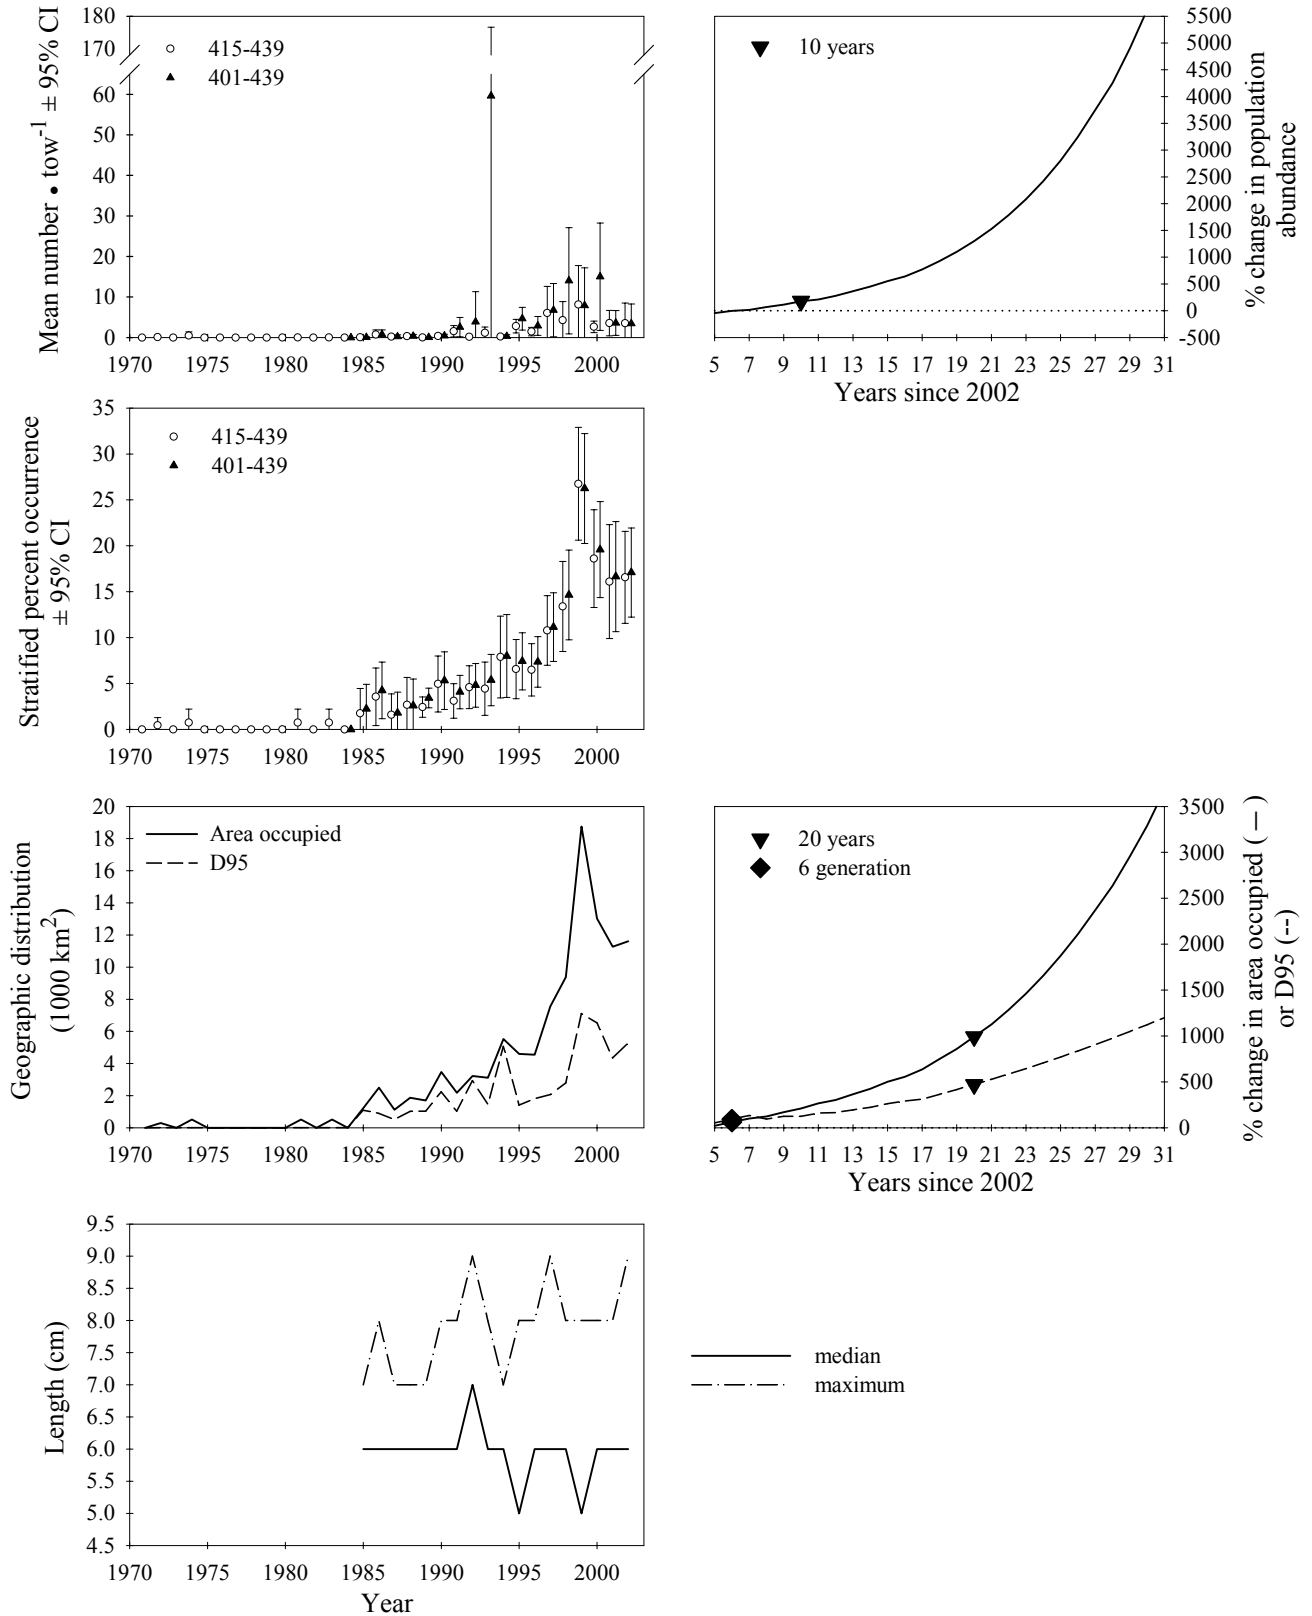 Mean number • tow⁻¹ ± 95% CI
180
170
60
50
40
30
20
10
0
415-439
401-439
1970 1975 1980 1985 1990 1995 2000
10 years
5500
5000
4500
4000
3500
3000
2500
2000
1500
1000
500
0
-500
% change in population
abundance
5 7 9 11 13 15 17 19 21 23 25 27 29 31
Years since 2002
Stratified percent occurrence
± 95% CI
35
30
25
20
15
10
5
0
415-439
401-439
1970 1975 1980 1985 1990 1995 2000
Geographic distribution
(1000 km²)
20
18
16
14
12
10
8
6
4
2
0
Area occupied
D95
1970 1975 1980 1985 1990 1995 2000
20 years
6 generation
3500
3000
2500
2000
1500
1000
500
0
% change in area occupied (—)
or D95 (--)
5 7 9 11 13 15 17 19 21 23 25 27 29 31
Years since 2002
Length (cm)
9.5
9.0
8.5
8.0
7.5
7.0
6.5
6.0
5.5
5.0
4.5
1970 1975 1980 1985 1990 1995 2000
Year
median
maximum